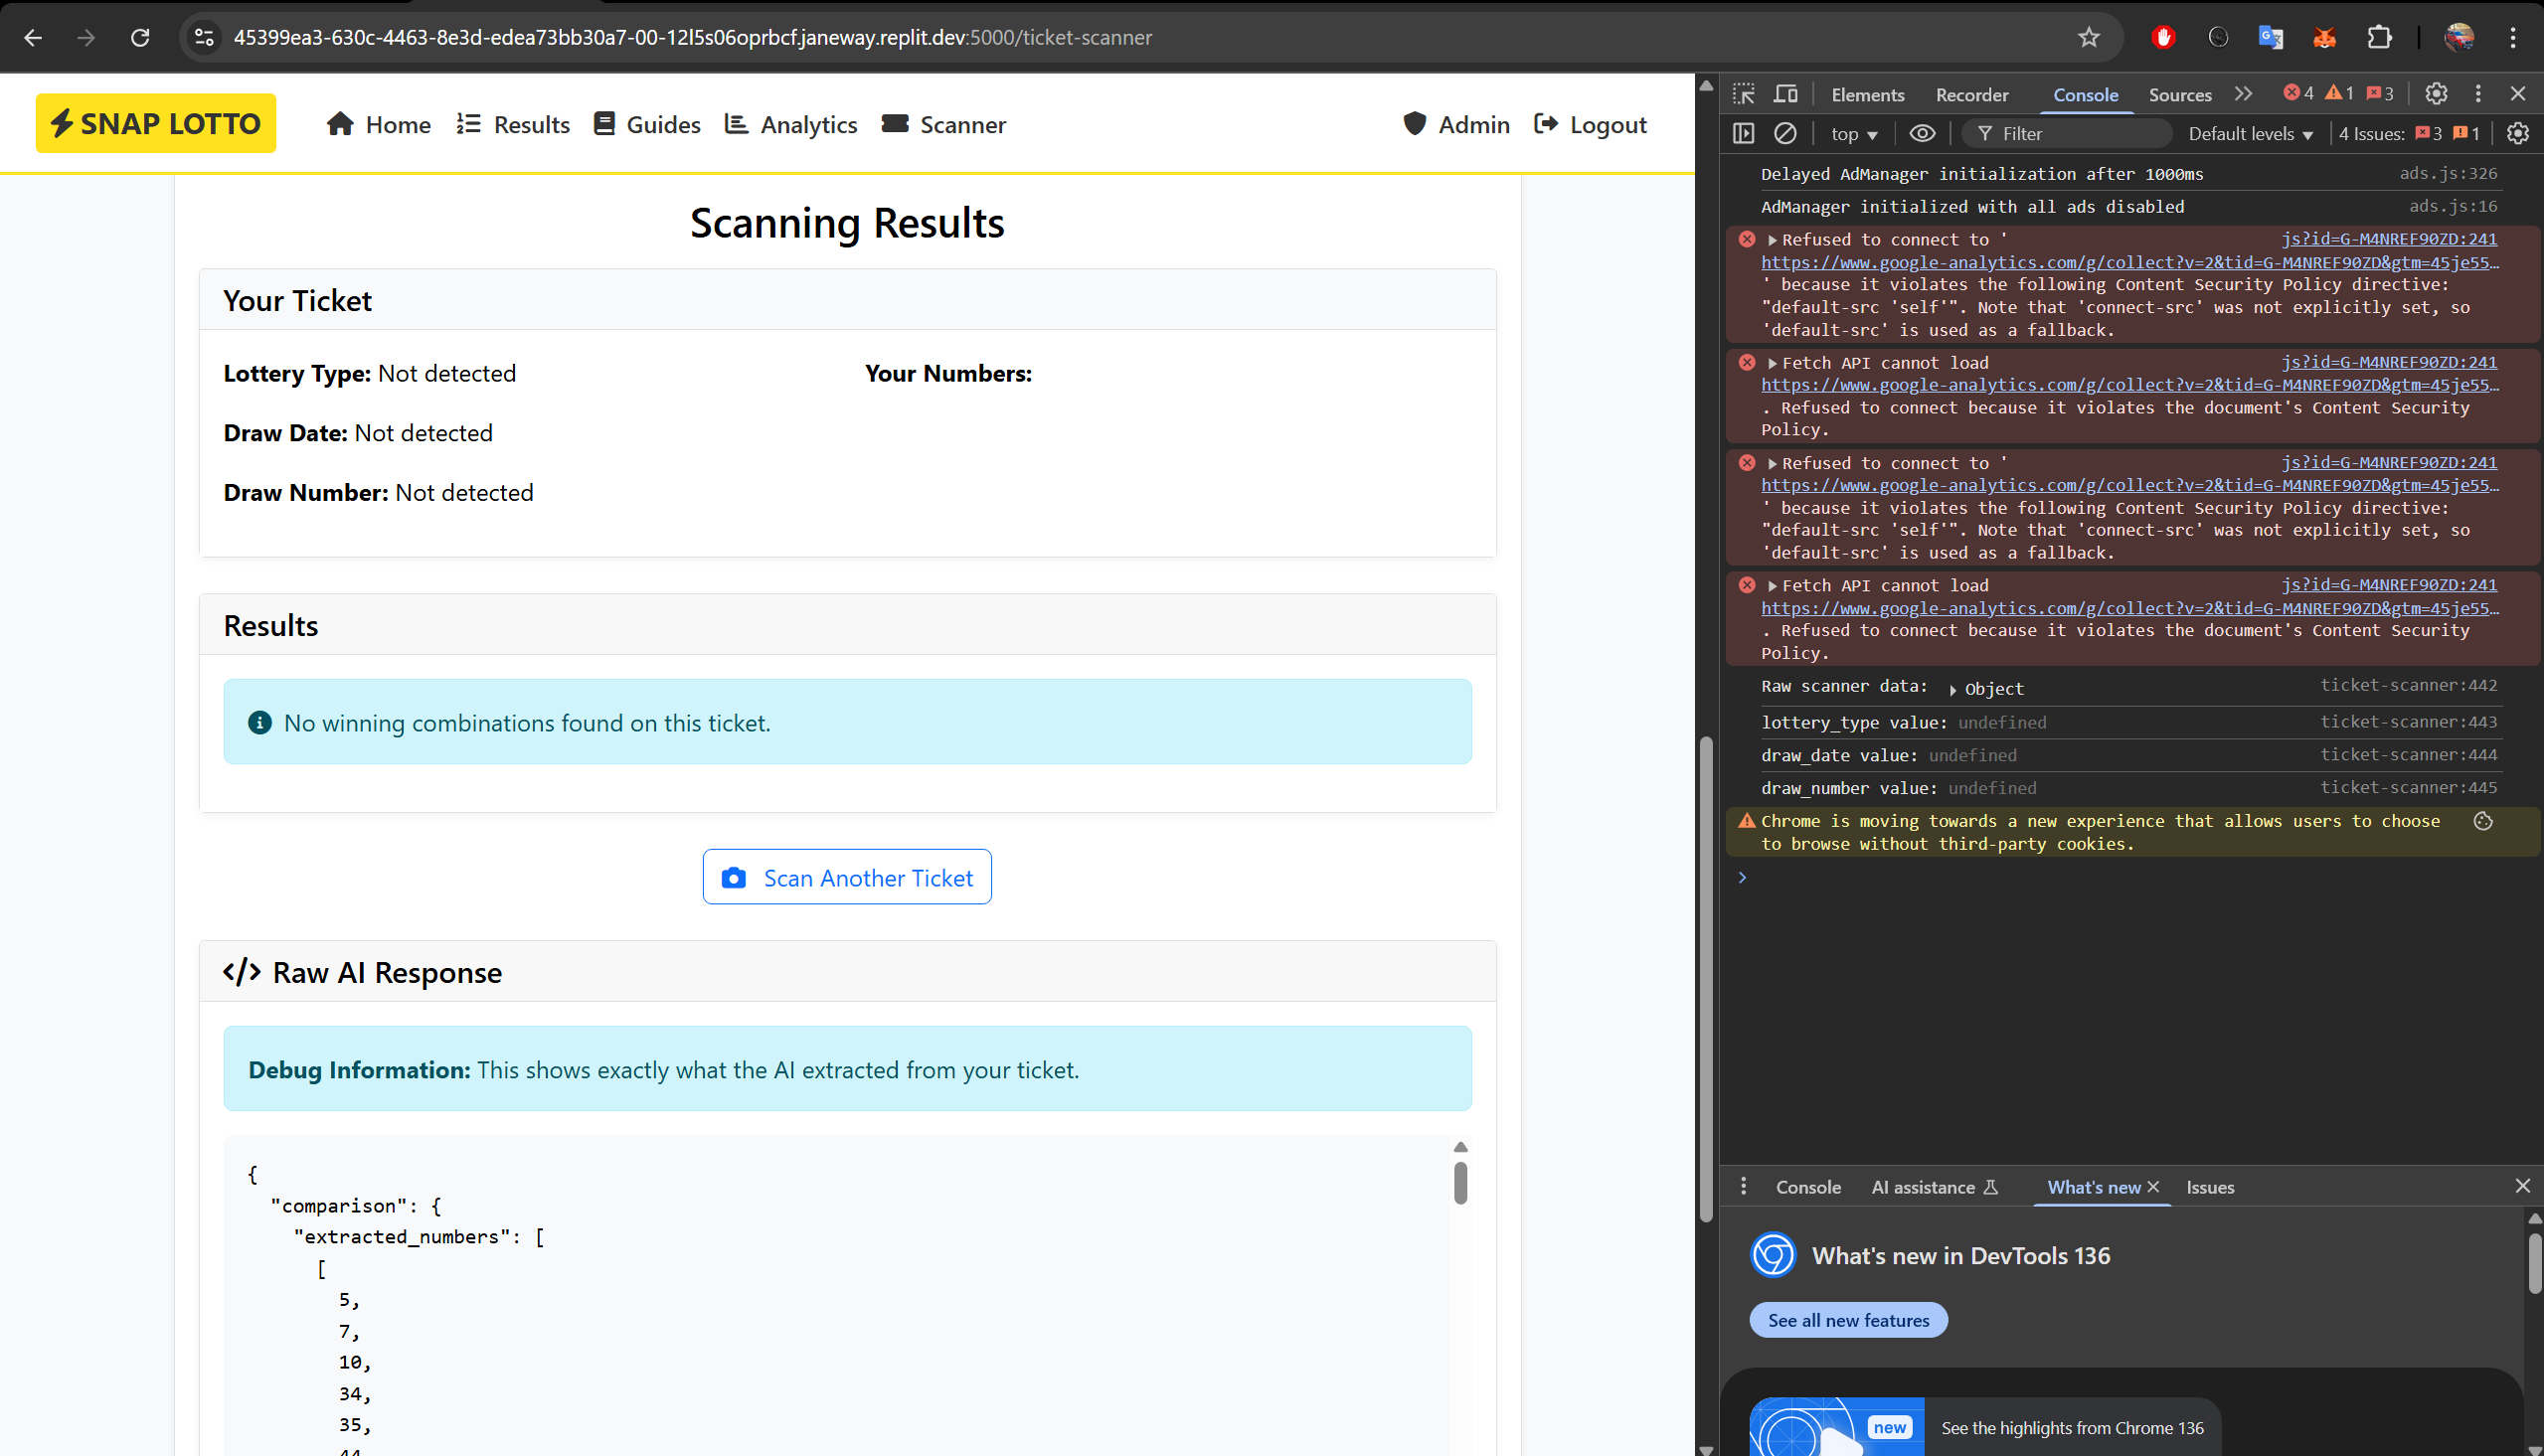 45399ea3-630c-4463-8e3d-edea73bb30a7-00-12l5s06oprbcf.janeway.replit.dev:5000/ticket-scanner
SNAP LOTTO
Home
Results
Guides
Analytics
Scanner
Admin
Logout
Scanning Results
Your Ticket
Lottery Type: Not detected
Your Numbers:
Draw Date: Not detected
Draw Number: Not detected
Results
No winning combinations found on this ticket.
Scan Another Ticket
</> Raw AI Response
Debug Information: This shows exactly what the AI extracted from your ticket.
{
"comparison": {
"extracted_numbers": [
[
5,
7,
10,
34,
35,
44
Elements
Recorder
Console
Sources
4
1
3
top
Filter
Default levels
4 Issues: 3 1
Delayed AdManager initialization after 1000ms ads.js:326
AdManager initialized with all ads disabled ads.js:16
Refused to connect to ' js?id=G-M4NREF90ZD:241
https://www.google-analytics.com/g/collect?v=2&tid=G-M4NREF90ZD&gtm=45je55…
' because it violates the following Content Security Policy directive:
"default-src 'self'". Note that 'connect-src' was not explicitly set, so
'default-src' is used as a fallback.
Fetch API cannot load js?id=G-M4NREF90ZD:241
https://www.google-analytics.com/g/collect?v=2&tid=G-M4NREF90ZD&gtm=45je55…
. Refused to connect because it violates the document's Content Security
Policy.
Refused to connect to ' js?id=G-M4NREF90ZD:241
https://www.google-analytics.com/g/collect?v=2&tid=G-M4NREF90ZD&gtm=45je55…
' because it violates the following Content Security Policy directive:
"default-src 'self'". Note that 'connect-src' was not explicitly set, so
'default-src' is used as a fallback.
Fetch API cannot load js?id=G-M4NREF90ZD:241
https://www.google-analytics.com/g/collect?v=2&tid=G-M4NREF90ZD&gtm=45je55…
. Refused to connect because it violates the document's Content Security
Policy.
Raw scanner data: Object ticket-scanner:442
lottery_type value: undefined ticket-scanner:443
draw_date value: undefined ticket-scanner:444
draw_number value: undefined ticket-scanner:445
Chrome is moving towards a new experience that allows users to choose
to browse without third-party cookies.
Console
AI assistance
What's new
Issues
What's new in DevTools 136
See all new features
new
See the highlights from Chrome 136